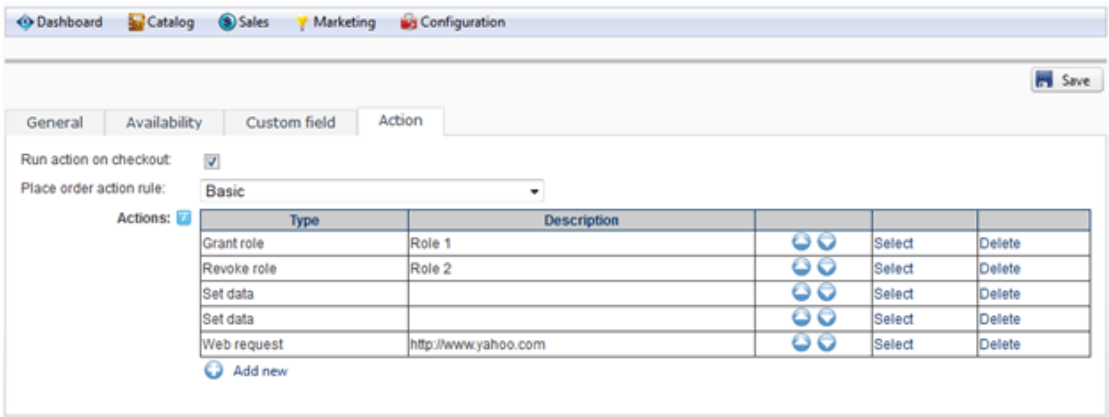 Dashboard Catalog Sales Marketing Configuration
Save
General Availability Custom field Action
Run action on checkout:
Place order action rule: Basic
Actions:
Type Description
Grant role Role 1 Select Delete
Revoke role Role 2 Select Delete
Set data Select Delete
Set data Select Delete
Web request http://www.yahoo.com Select Delete
Add new